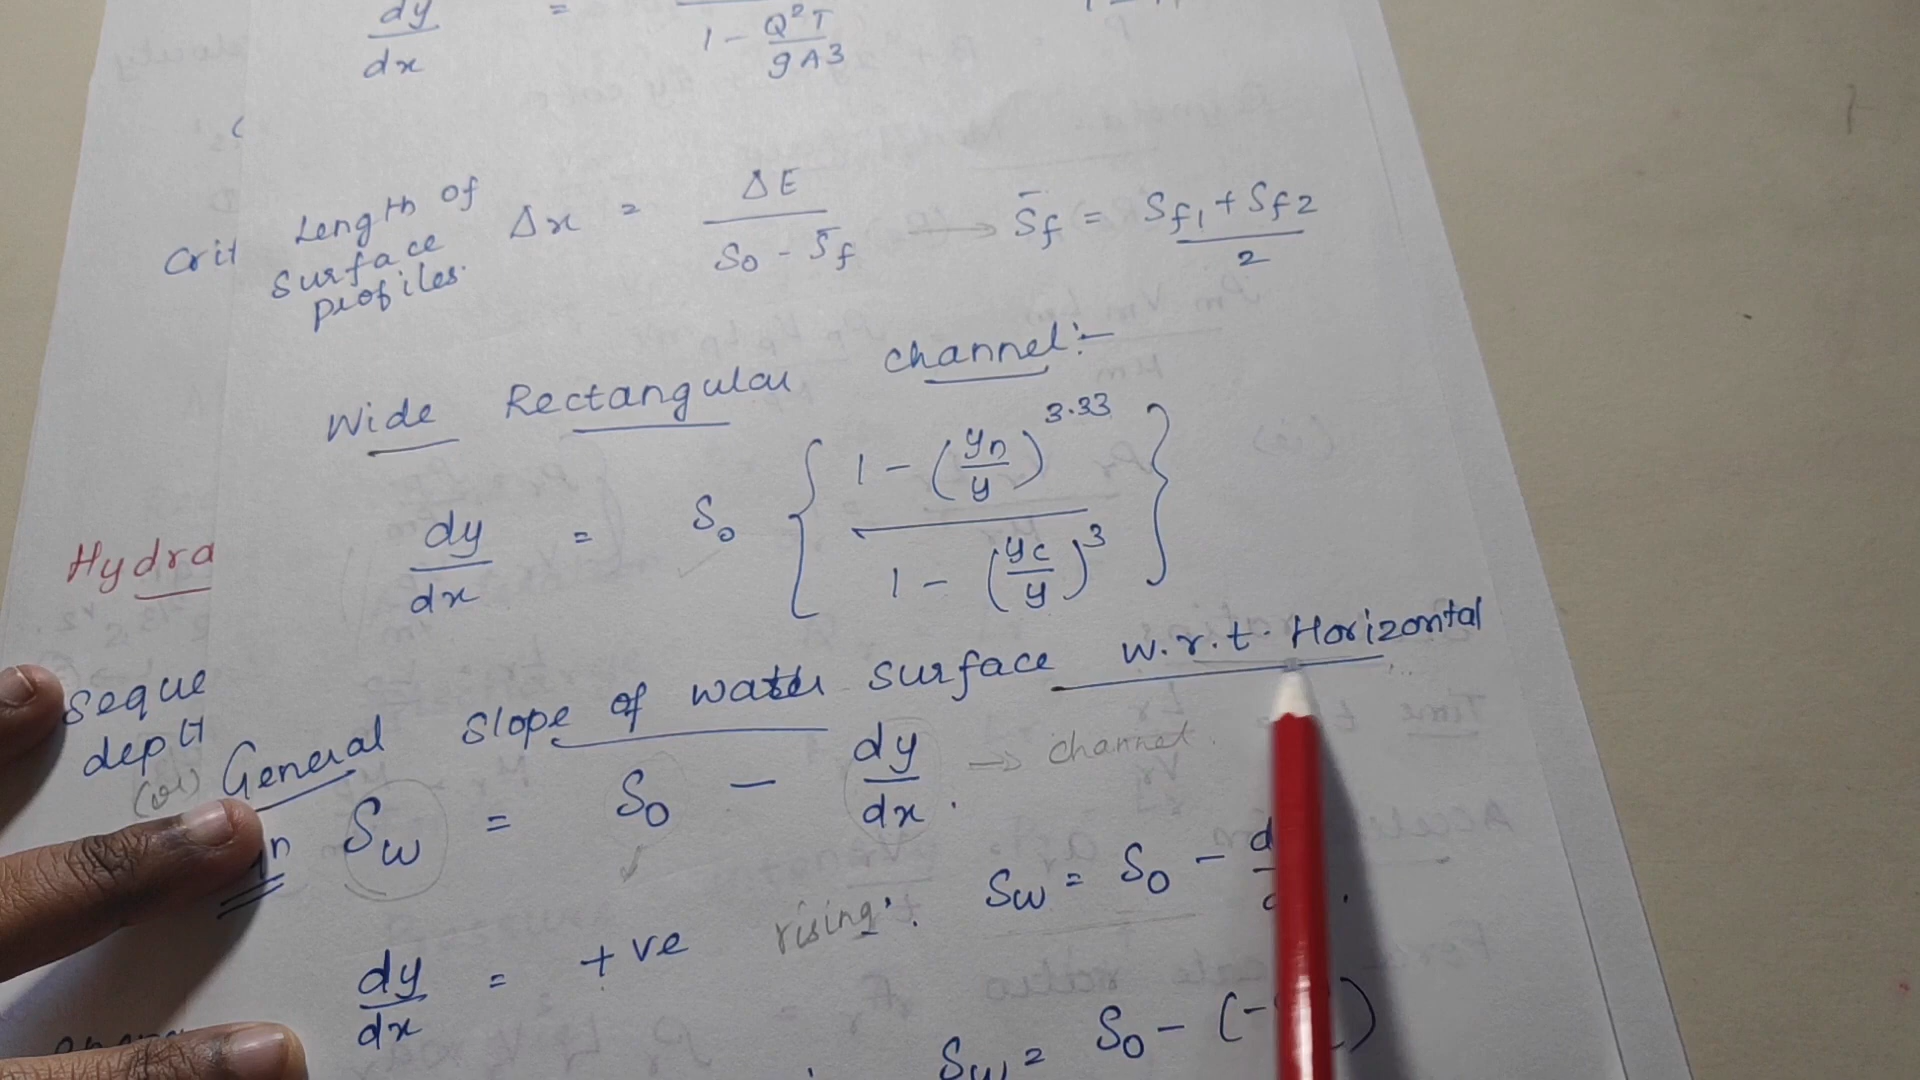 dy/dx = 1 - Q²T/gA3
Crit
Length of surface profiles. Δx = ΔE / (S₀ - S̄f) → S̄f = (Sf₁ + Sf2) / 2
Wide Rectangular channel:-
dy/dx = S₀ { (1 - (yn/y)^3.33) / (1 - (yc/y)^3) }
Hydra
seque
dept
General slope of water surface w.r.t. Horizontal
Sw = S₀ - dy/dx. → channel.
dy/dx = +ve rising: Sw = S₀ - d
Sw = S₀ - (-